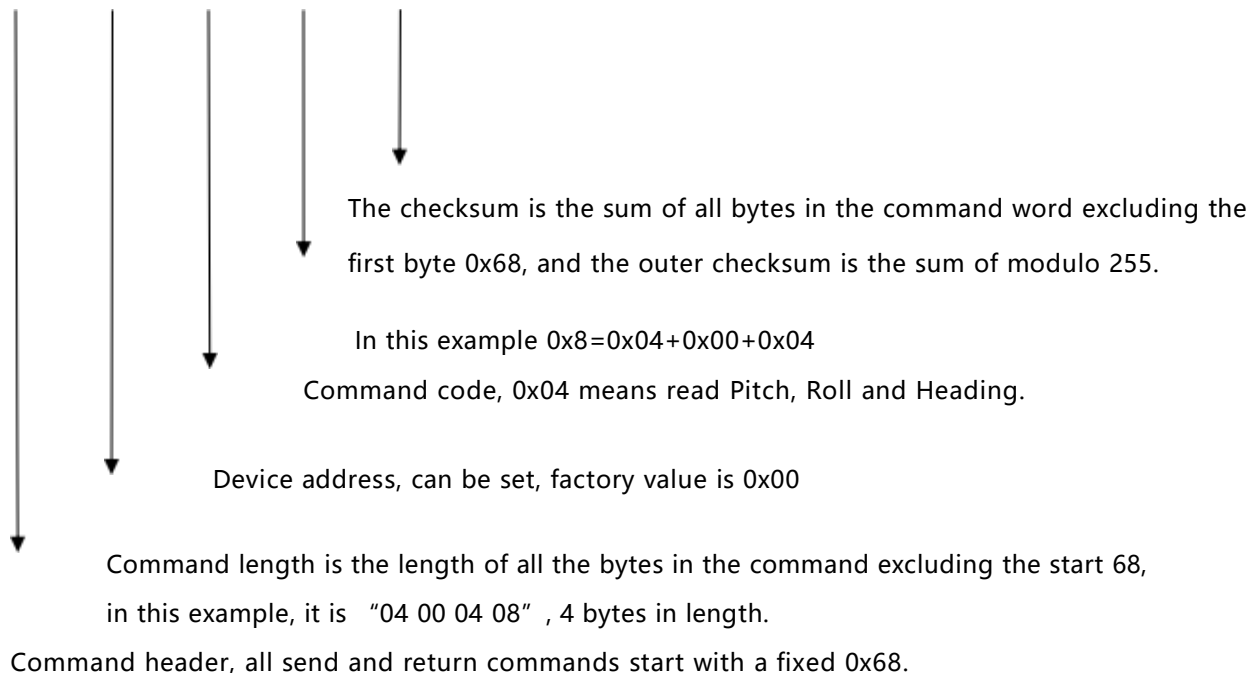 The checksum is the sum of all bytes in the command word excluding the
first byte 0x68, and the outer checksum is the sum of modulo 255.
In this example 0x8=0x04+0x00+0x04
Command code, 0x04 means read Pitch, Roll and Heading.
Device address, can be set, factory value is 0x00
Command length is the length of all the bytes in the command excluding the start 68,
in this example, it is “04 00 04 08”, 4 bytes in length.
Command header, all send and return commands start with a fixed 0x68.